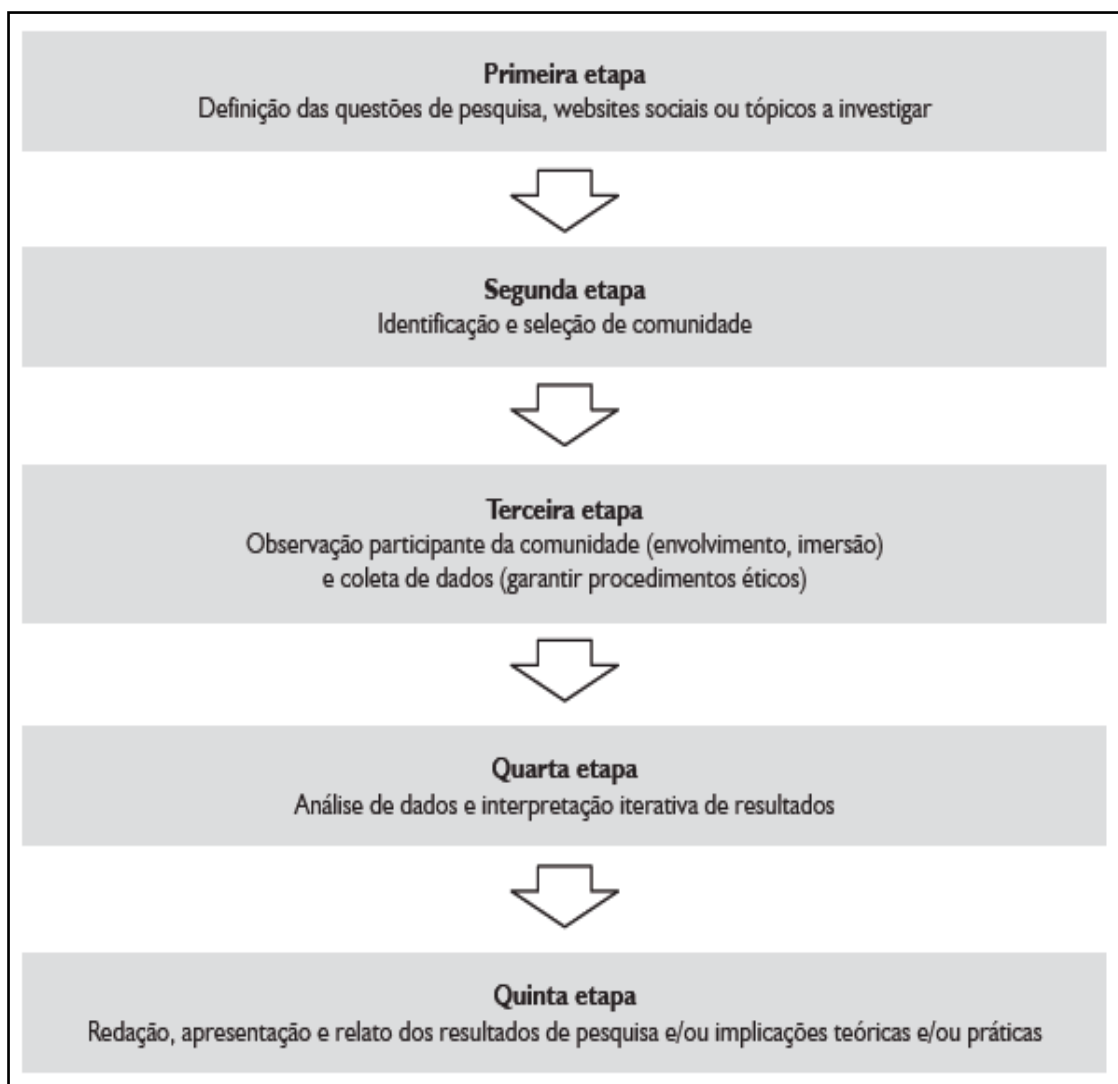 Primeira etapa
Definição das questões de pesquisa, websites sociais ou tópicos a investigar
Segunda etapa
Identificação e seleção de comunidade
Terceira etapa
Observação participante da comunidade (envolvimento, imersão)
e coleta de dados (garantir procedimentos éticos)
Quarta etapa
Análise de dados e interpretação iterativa de resultados
Quinta etapa
Redação, apresentação e relato dos resultados de pesquisa e/ou implicações teóricas e/ou práticas